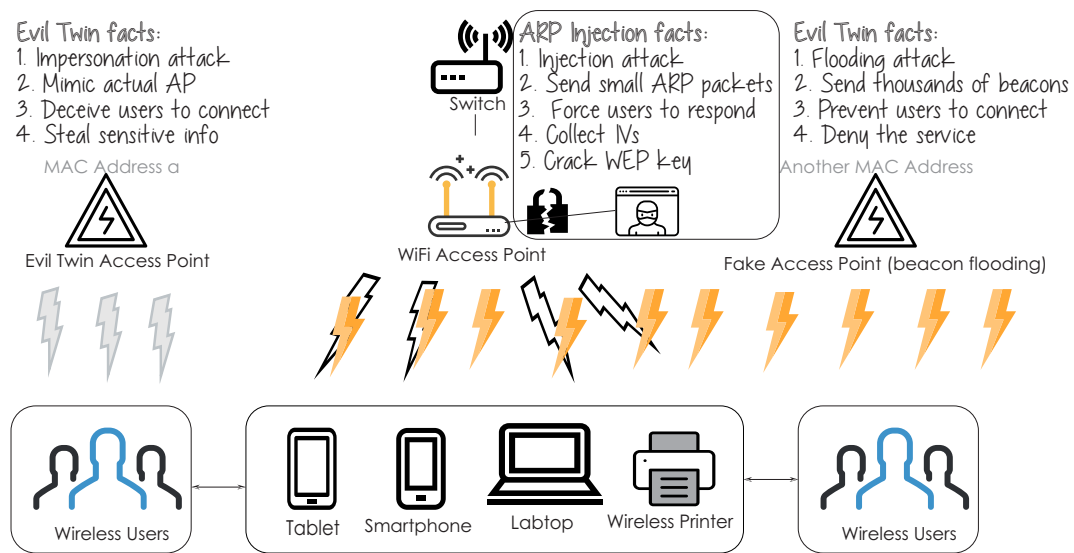 Evil Twin facts:
1. Impersonation attack
2. Mimic actual AP
3. Deceive users to connect
4. Steal sensitive info
MAC Address a
Evil Twin Access Point
Switch
ARP Injection facts:
1. Injection attack
2. Send small ARP packets
3. Force users to respond
4. Collect IVs
5. Crack WEP key
WiFi Access Point
Evil Twin facts:
1. Flooding attack
2. Send thousands of beacons
3. Prevent users to connect
4. Deny the service
Another MAC Address
Fake Access Point (beacon flooding)
Wireless Users
Tablet
Smartphone
Labtop
Wireless Printer
Wireless Users